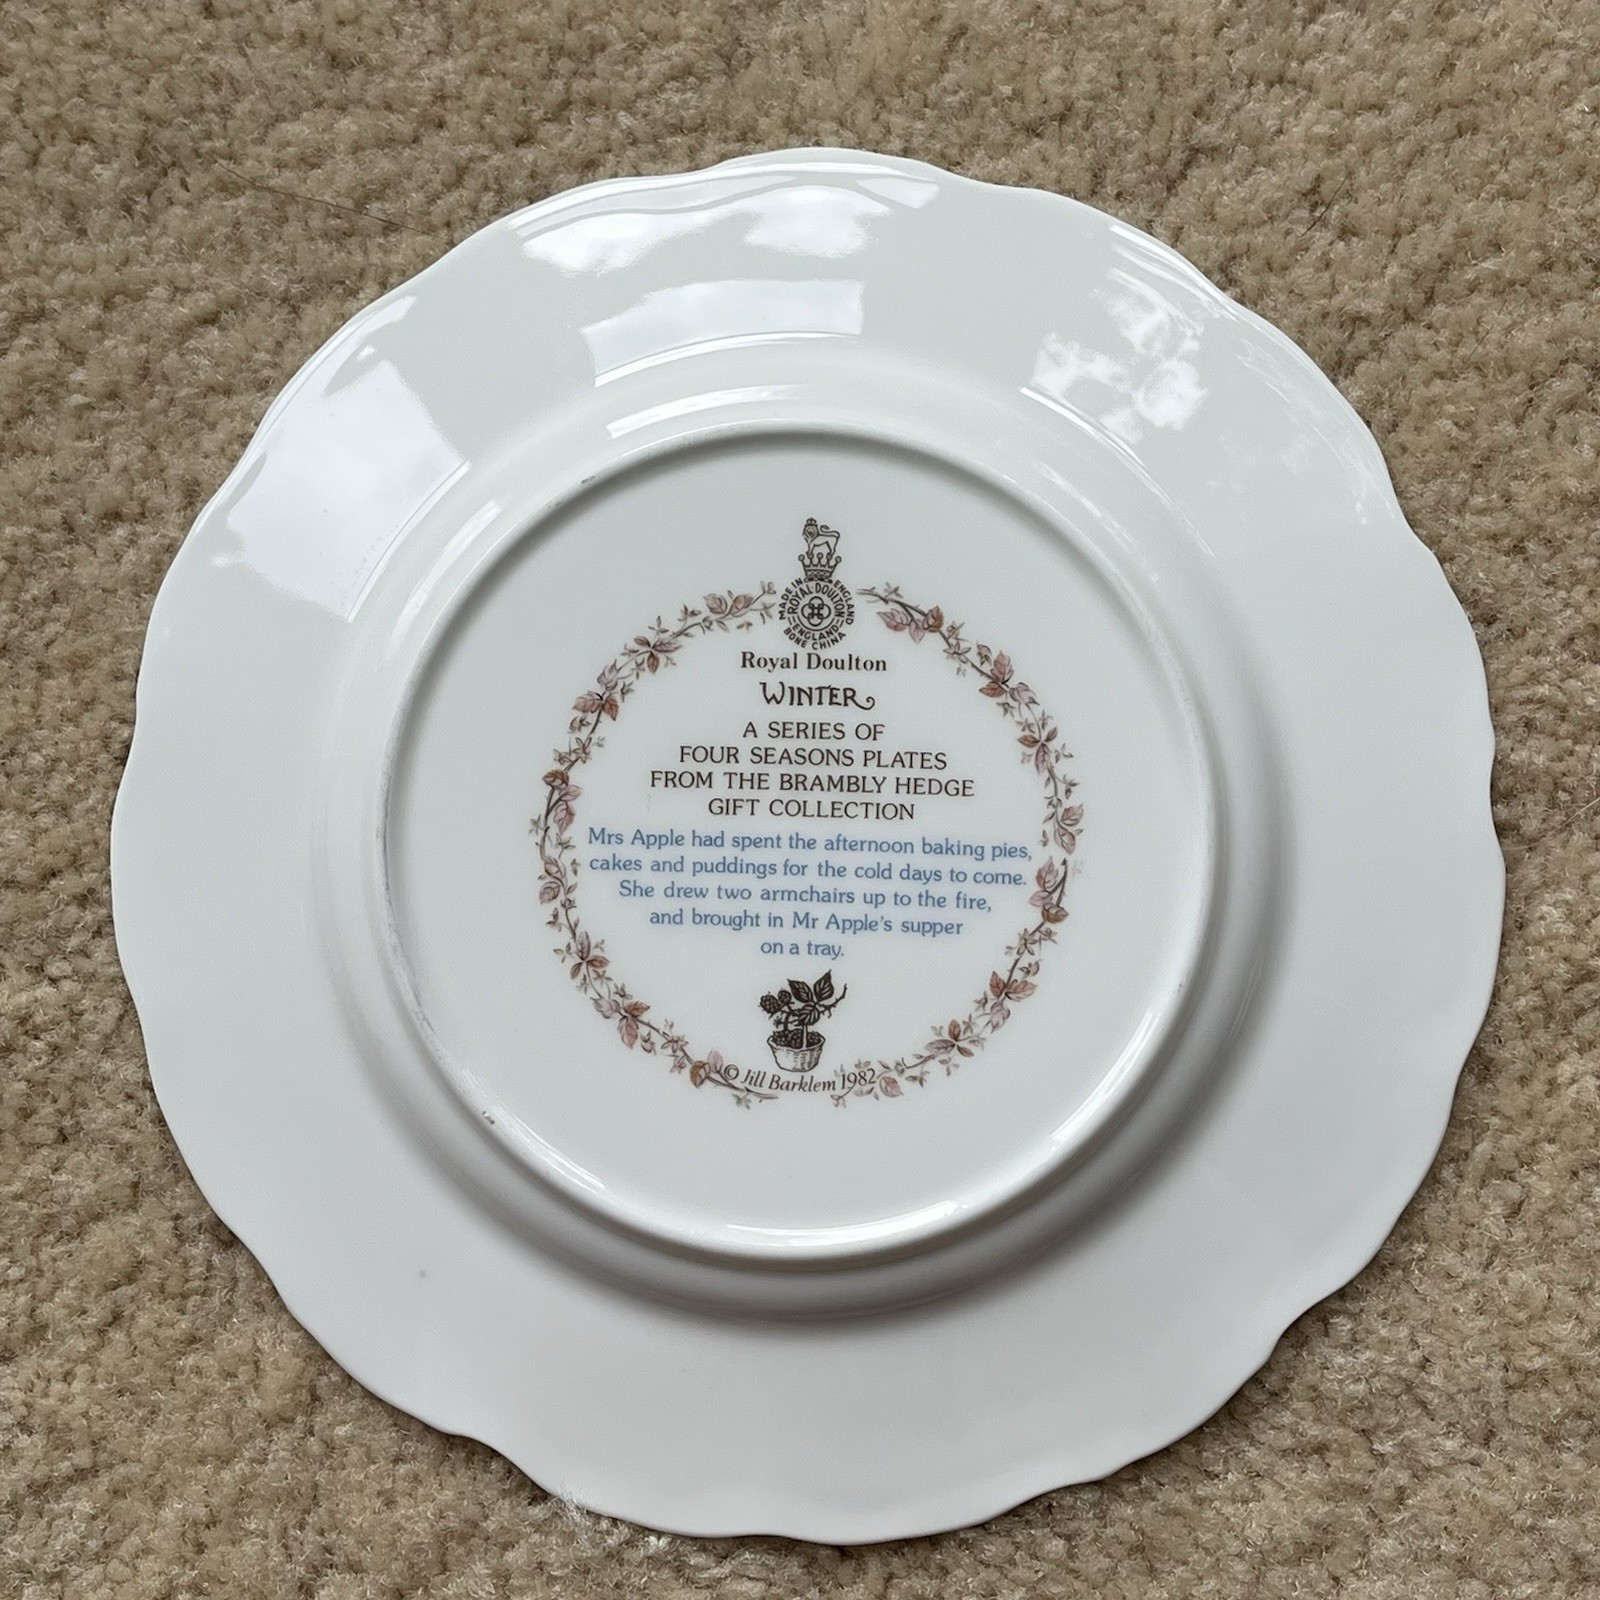 MADE IN ENGLAND
ROYAL DOULTON
ENGLAND
BONE CHINA
Royal Doulton
WINTER
A SERIES OF
FOUR SEASONS PLATES
FROM THE BRAMBLY HEDGE
GIFT COLLECTION
Mrs Apple had spent the afternoon baking pies,
cakes and puddings for the cold days to come.
She drew two armchairs up to the fire,
and brought in Mr Apple's supper
on a tray.
© Jill Barklem 1982